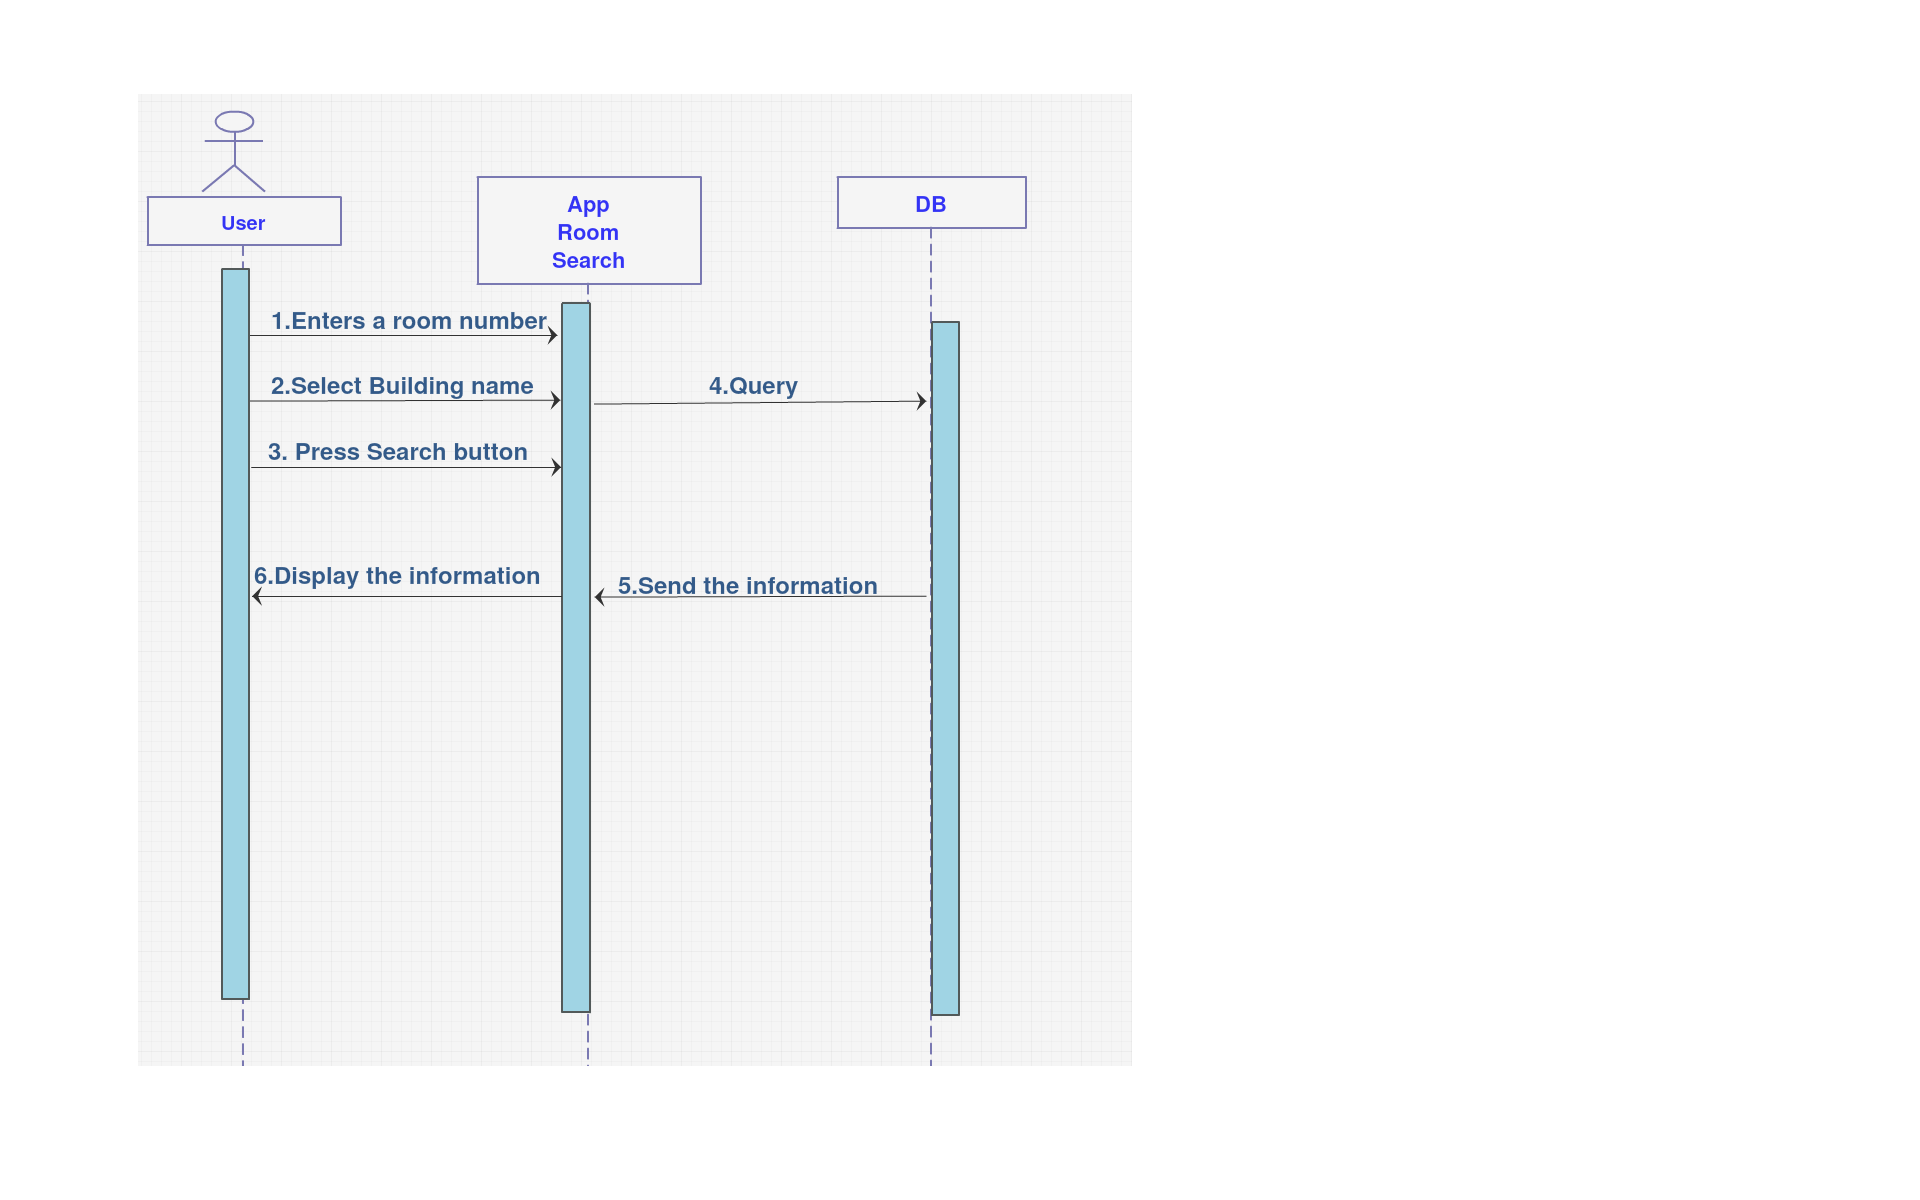 User
App
Room
Search
DB
1.Enters a room number
2.Select Building name
4.Query
3. Press Search button
6.Display the information
5.Send the information